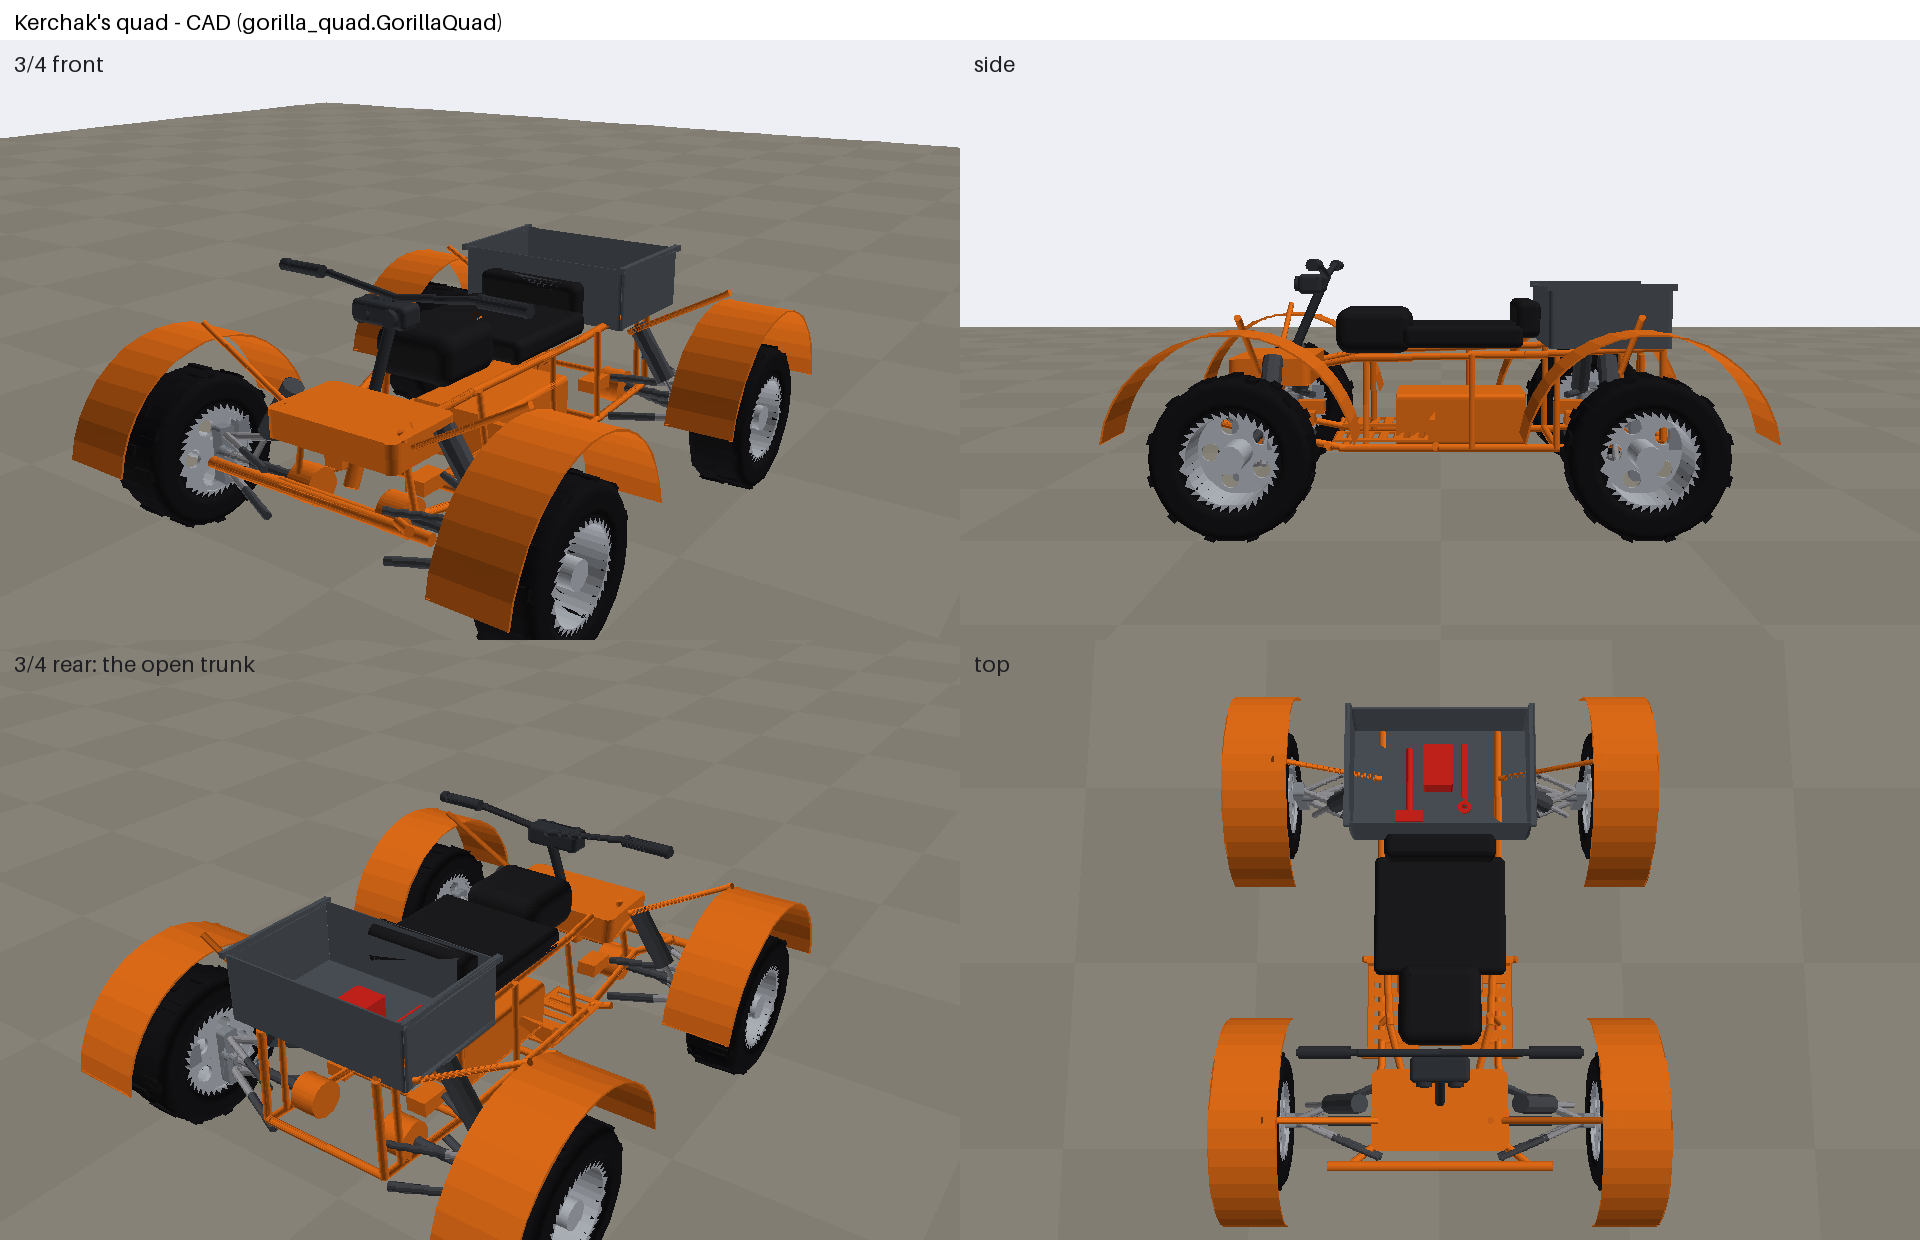 Kerchak's quad - CAD (gorilla_quad.GorillaQuad)
3/4 front
side
3/4 rear: the open trunk
top